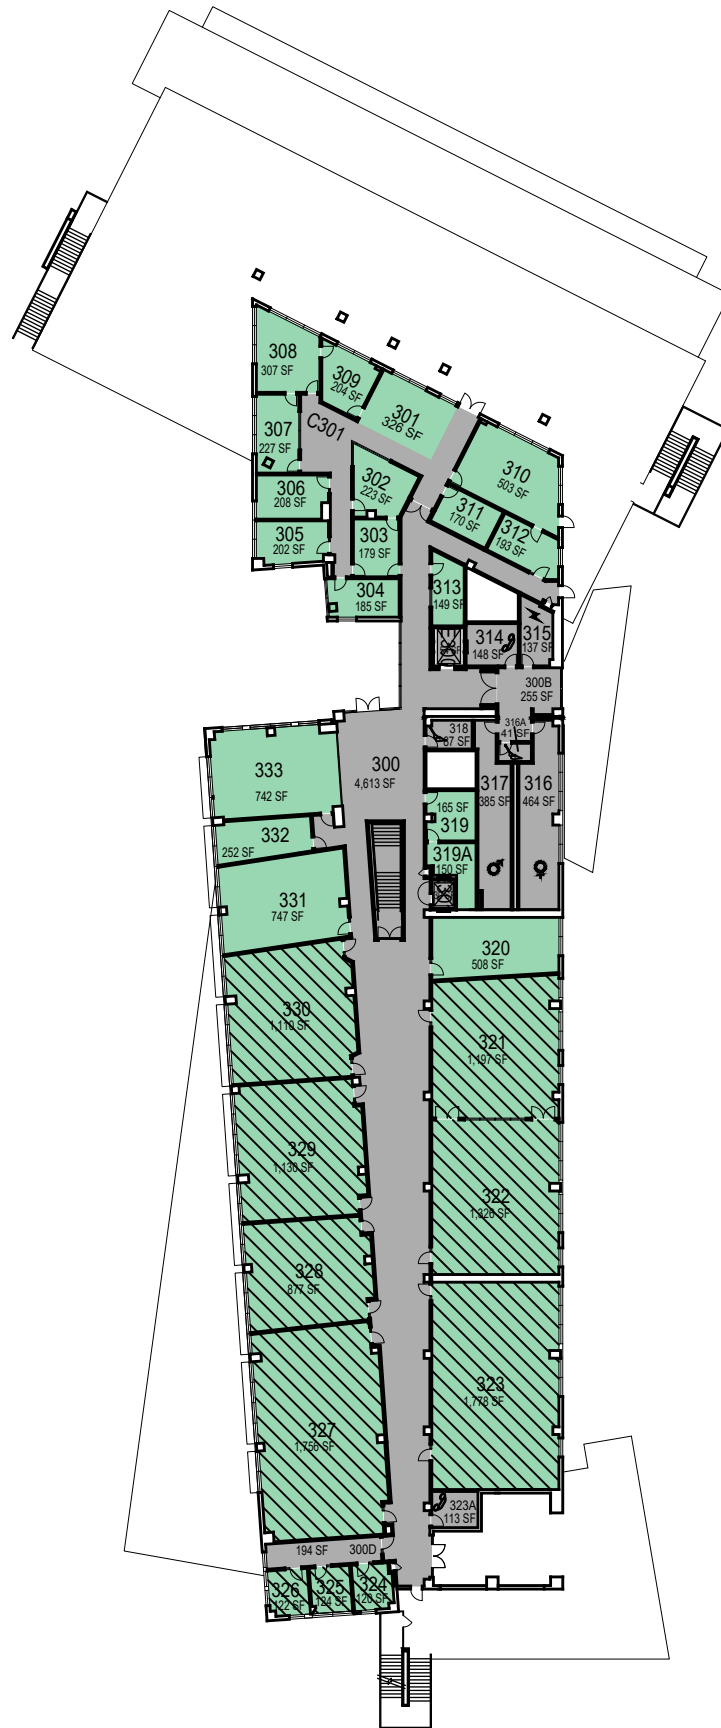 308
307 SF
309
204 SF
301
326 SF
C301
307
227 SF
302
223 SF
310
503 SF
306
208 SF
311
170 SF
312
193 SF
305
202 SF
303
179 SF
304
185 SF
313
149 SF
314
148 SF
315
137 SF
300B
255 SF
316A
41 SF
318
87 SF
300
4,613 SF
333
742 SF
317
385 SF
316
464 SF
165 SF
319
332
252 SF
319A
150 SF
331
747 SF
320
508 SF
330
1,119 SF
321
1,197 SF
329
1,130 SF
322
1,326 SF
328
877 SF
323
1,778 SF
327
1,756 SF
323A
113 SF
194 SF
300D
326
122 SF
325
124 SF
324
120 SF